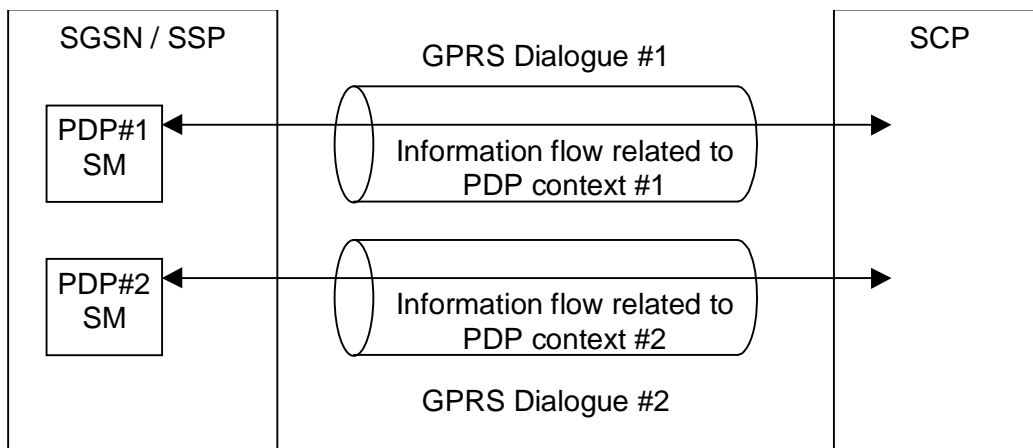 SGSN / SSP
GPRS Dialogue #1
SCP
PDP#1
SM
Information flow related to
PDP context #1
PDP#2
SM
Information flow related to
PDP context #2
GPRS Dialogue #2